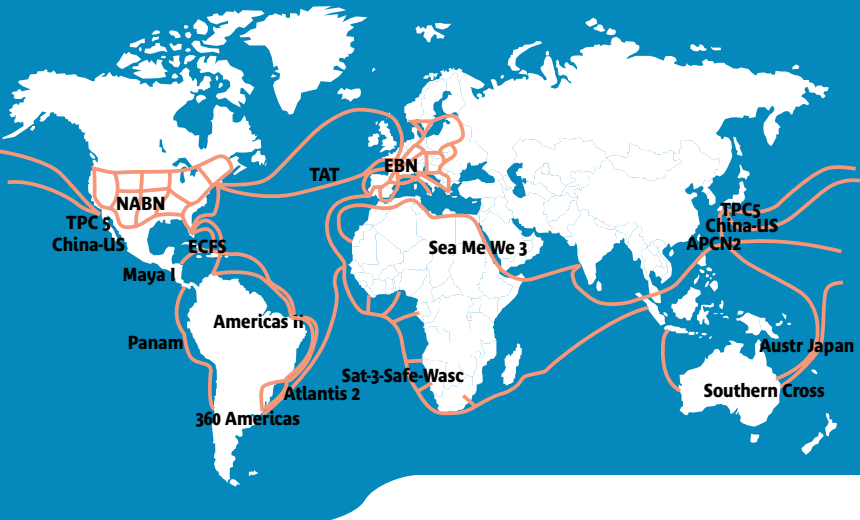 TAT
EBN
NABN
TPC 5
China-US
ECFS
Maya I
Sea Me We 3
TPC5
China-US
APCN2
Americas II
Panam
Austr Japan
Sat-3-Safe-Wasc
Atlantis 2
Southern Cross
360 Americas